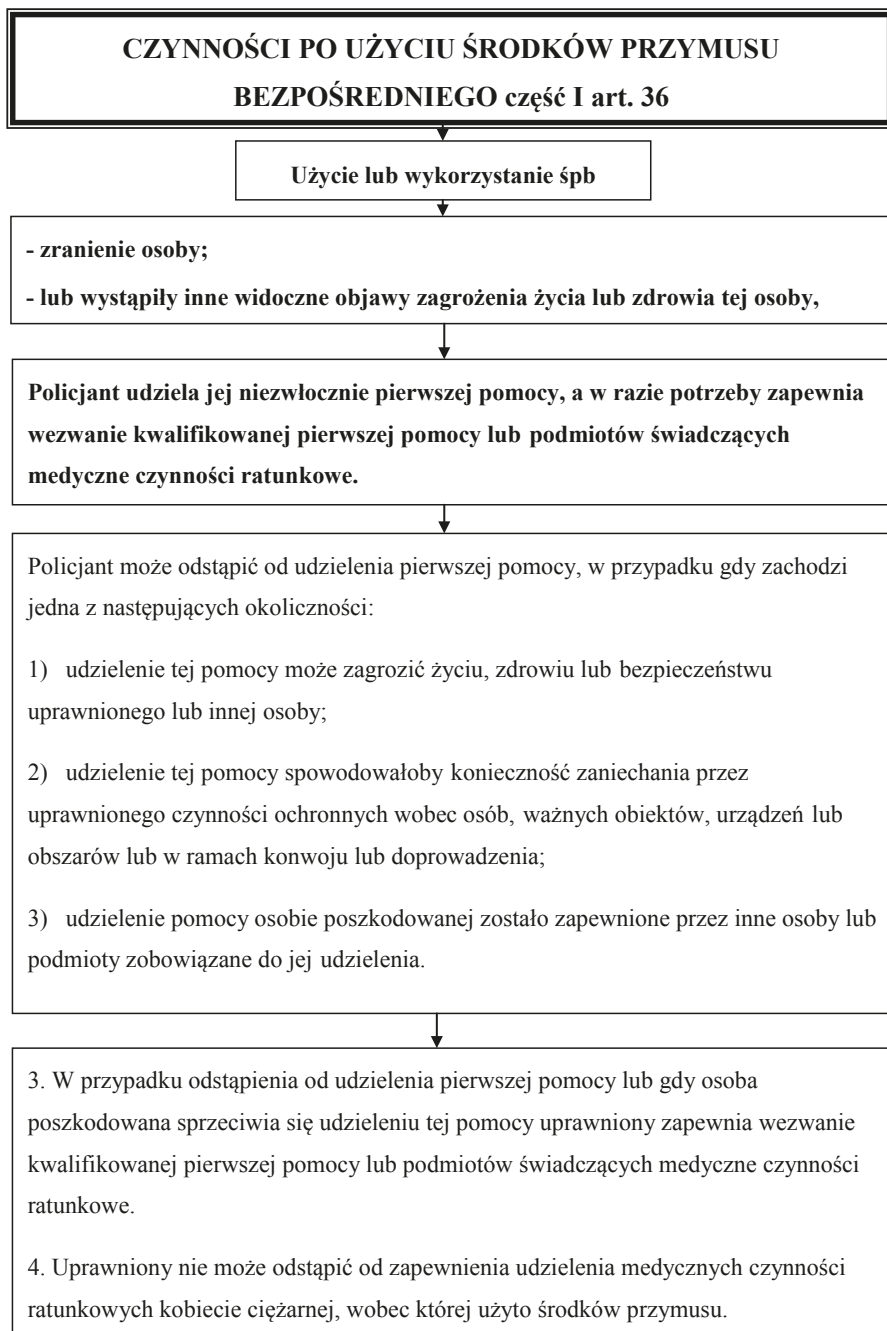 CZYNNOŚCI PO UŻYCIU ŚRODKÓW PRZYMUSU
BEZPOŚREDNIEGO część I art. 36
Użycie lub wykorzystanie śpb
- zranienie osoby;
- lub wystąpiły inne widoczne objawy zagrożenia życia lub zdrowia tej osoby,
Policjant udziela jej niezwłocznie pierwszej pomocy, a w razie potrzeby zapewnia
wezwanie kwalifikowanej pierwszej pomocy lub podmiotów świadczących
medyczne czynności ratunkowe.
Policjant może odstąpić od udzielenia pierwszej pomocy, w przypadku gdy zachodzi
jedna z następujących okoliczności:
1) udzielenie tej pomocy może zagrozić życiu, zdrowiu lub bezpieczeństwu
uprawnionego lub innej osoby;
2) udzielenie tej pomocy spowodowałoby konieczność zaniechania przez
uprawnionego czynności ochronnych wobec osób, ważnych obiektów, urządzeń lub
obszarów lub w ramach konwoju lub doprowadzenia;
3) udzielenie pomocy osobie poszkodowanej zostało zapewnione przez inne osoby lub
podmioty zobowiązane do jej udzielenia.
3. W przypadku odstąpienia od udzielenia pierwszej pomocy lub gdy osoba
poszkodowana sprzeciwia się udzieleniu tej pomocy uprawniony zapewnia wezwanie
kwalifikowanej pierwszej pomocy lub podmiotów świadczących medyczne czynności
ratunkowe.
4. Uprawniony nie może odstąpić od zapewnienia udzielenia medycznych czynności
ratunkowych kobiecie ciężarnej, wobec której użyto środków przymusu.